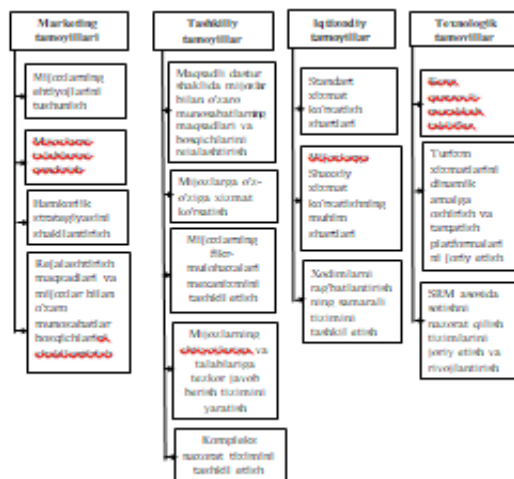 Marketing
tamoyillari
Mijozlarning
ehtiyojlarini
tushunish
Hamkorlik
strategiyasini
shakllantirish
Rejalashtirish
maqsadlari va
mijozlar bilan
o'zaro
munosabatlar
Tashkiliy
tamoyillar
Maqsadli dastur
shaklida mijozlar
bilan o'zaro
munosabatlarning
maqsadlari va
bosqichlarini
rejalashtirish
Mijozlarga o'z-
o'ziga xizmat
ko'rsatish
Mijozlarning
fikr-
mulohazalari
mexanizmini
tashkil etish
Mijozlarning
va
talablariga
tezkor javob
berish tizimini
yaratish
Kompleks
nazorat tizimini
tashkil etish
Iqtisodiy
tamoyillar
Standart
xizmat
ko'rsatish
shartlari
Mijozlarga
Shaxsiy
xizmat
ko'rsatishning
muhim
shartlari
Xodimlarni
rag'batlantirish
ning samarali
tizimini
tashkil etish
Texnologik
tamoyillar
Turizm
xizmatlarini
dinamik
amalga
oshirish va
tarqatish
platformalari
ni joriy etish
SRM asosida
sotishni
nazorat qilish
tizimlarini
joriy etish va
rivojlantirish